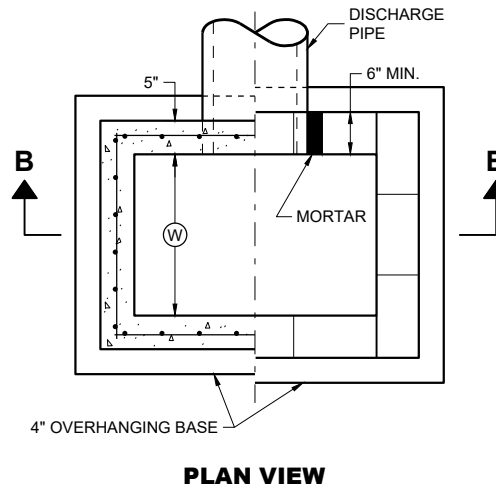 DISCHARGE
PIPE
5"
6" MIN.
B
B
MORTAR
W
4" OVERHANGING BASE
PLAN VIEW